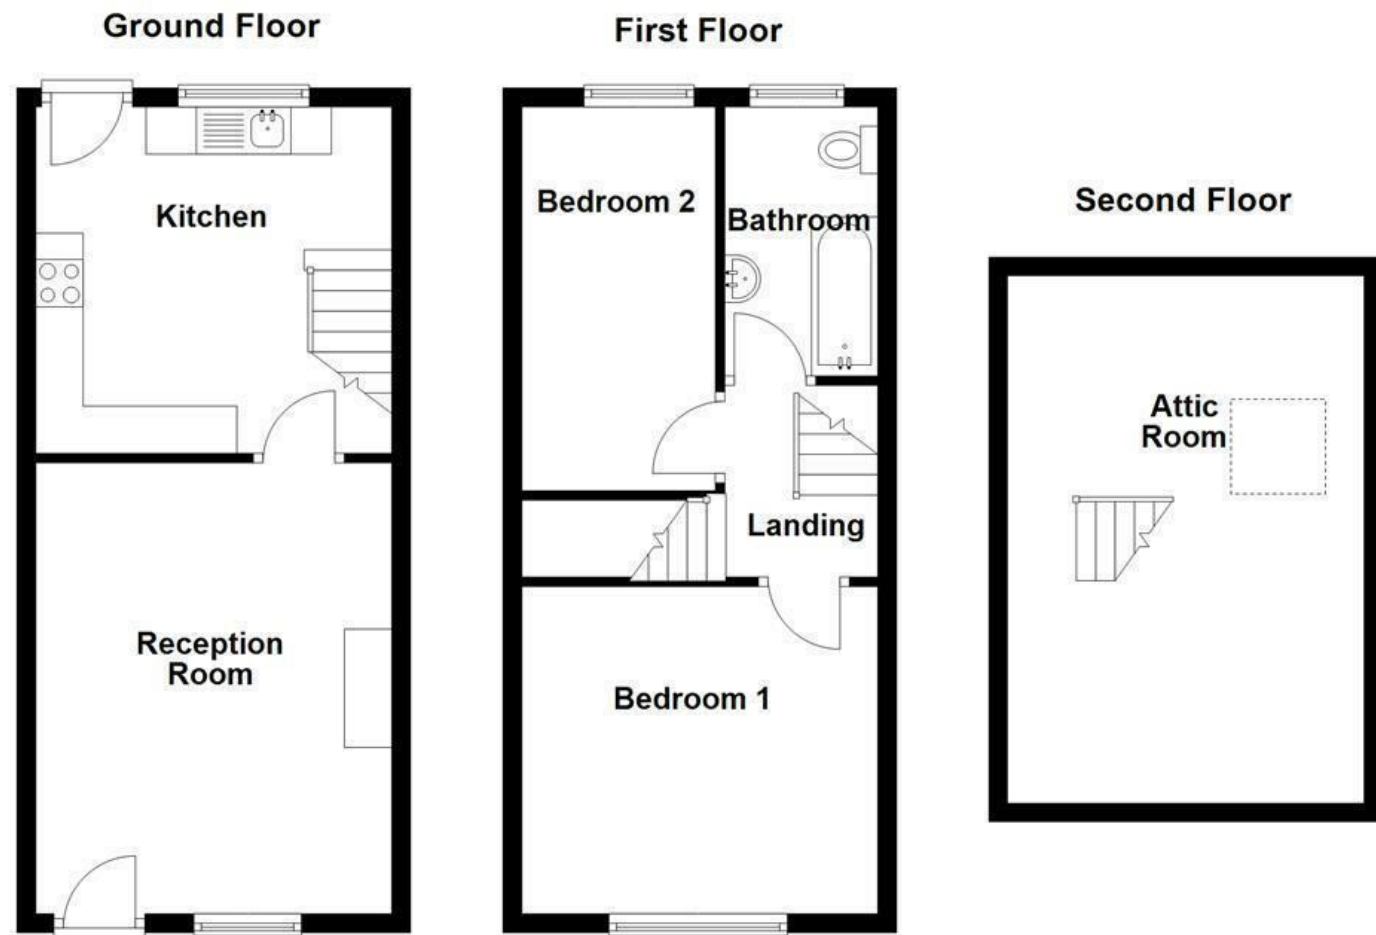 Ground Floor
Kitchen
Reception
Room
First Floor
Bedroom 2
Bathroom
Landing
Bedroom 1
Second Floor
Attic
Room